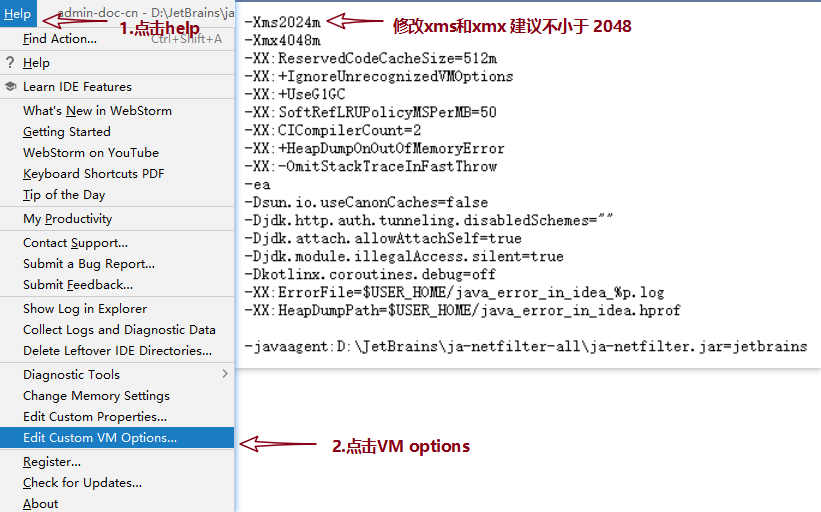 Help
admin-doc-cn - D:\JetBrains\ja
1.点击help
Find Action... Ctrl+Shift+A
? Help
Learn IDE Features
What's New in WebStorm
Getting Started
WebStorm on YouTube
Keyboard Shortcuts PDF
Tip of the Day
My Productivity
Contact Support...
Submit a Bug Report...
Submit Feedback...
Show Log in Explorer
Collect Logs and Diagnostic Data
Delete Leftover IDE Directories...
Diagnostic Tools
Change Memory Settings
Edit Custom Properties...
Edit Custom VM Options...
Register...
Check for Updates...
About
-Xms2024m
修改xms和xmx 建议不小于 2048
-Xmx4048m
-XX:ReservedCodeCacheSize=512m
-XX:+IgnoreUnrecognizedVMOptions
-XX:+UseG1GC
-XX:SoftRefLRUPolicyMSPerMB=50
-XX:CICompilerCount=2
-XX:+HeapDumpOnOutOfMemoryError
-XX:-OmitStackTraceInFastThrow
-ea
-Dsun.io.useCanonCaches=false
-Djdk.http.auth.tunneling.disabledSchemes=""
-Djdk.attach.allowAttachSelf=true
-Djdk.module.illegalAccess.silent=true
-Dkotlinx.coroutines.debug=off
-XX:ErrorFile=$USER_HOME/java_error_in_idea_%p.log
-XX:HeapDumpPath=$USER_HOME/java_error_in_idea.hprof
-javaagent:D:\JetBrains\ja-netfilter-all\ja-netfilter.jar=jetbrains
2.点击VM options